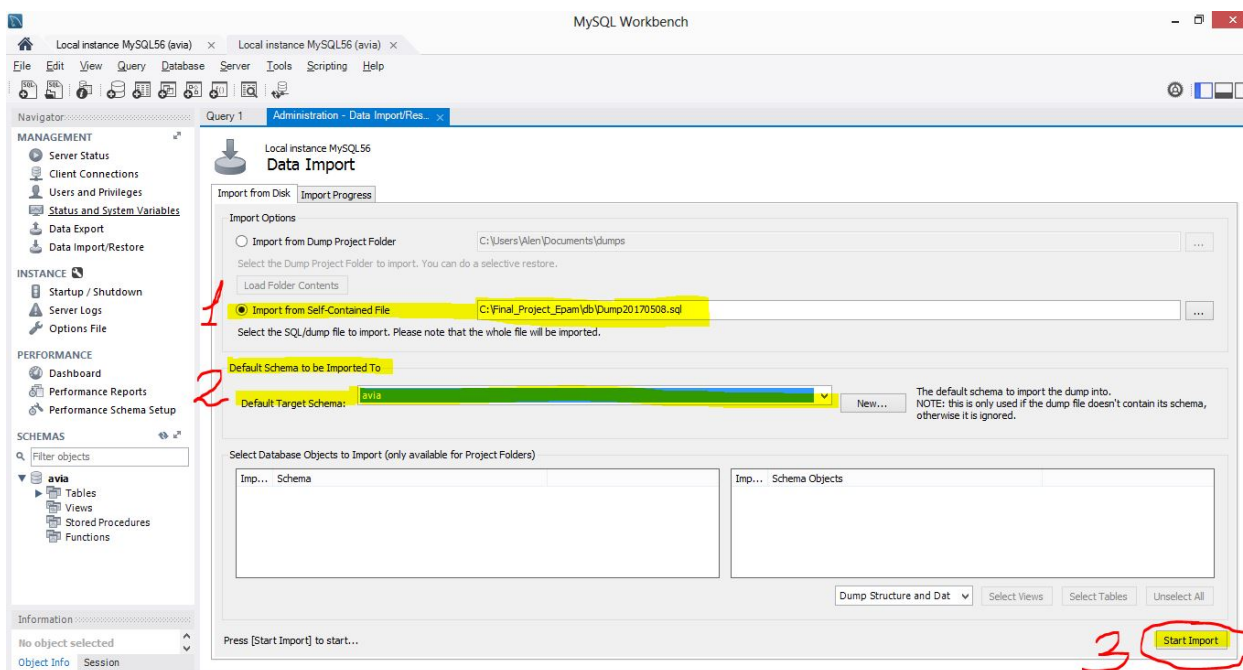 MySQL Workbench
Local instance MySQL56 (avia) × Local instance MySQL56 (avia) ×
File Edit View Query Database Server Tools Scripting Help
Navigator
Query 1 Administration - Data Import/Res... ×
MANAGEMENT
Server Status
Client Connections
Users and Privileges
Status and System Variables
Data Export
Data Import/Restore
INSTANCE
Startup / Shutdown
Server Logs
Options File
PERFORMANCE
Dashboard
Performance Reports
Performance Schema Setup
SCHEMAS
Filter objects
avia
Tables
Views
Stored Procedures
Functions
Information
No object selected
Object Info Session
Local instance MySQL56
Data Import
Import from Disk Import Progress
Import Options
Import from Dump Project Folder C:\Users\Alen\Documents\dumps ...
Select the Dump Project Folder to import. You can do a selective restore.
Load Folder Contents
1 Import from Self-Contained File C:\Final_Project_Epam\db\Dump20170508.sql ...
Select the SQL/dump file to import. Please note that the whole file will be imported.
Default Schema to be Imported To
2 Default Target Schema: avia New...
The default schema to import the dump into.
NOTE: this is only used if the dump file doesn't contain its schema,
otherwise it is ignored.
Select Database Objects to Import (only available for Project Folders)
Imp... Schema Imp... Schema Objects
Dump Structure and Dat Select Views Select Tables Unselect All
Press [Start Import] to start... 3 Start Import